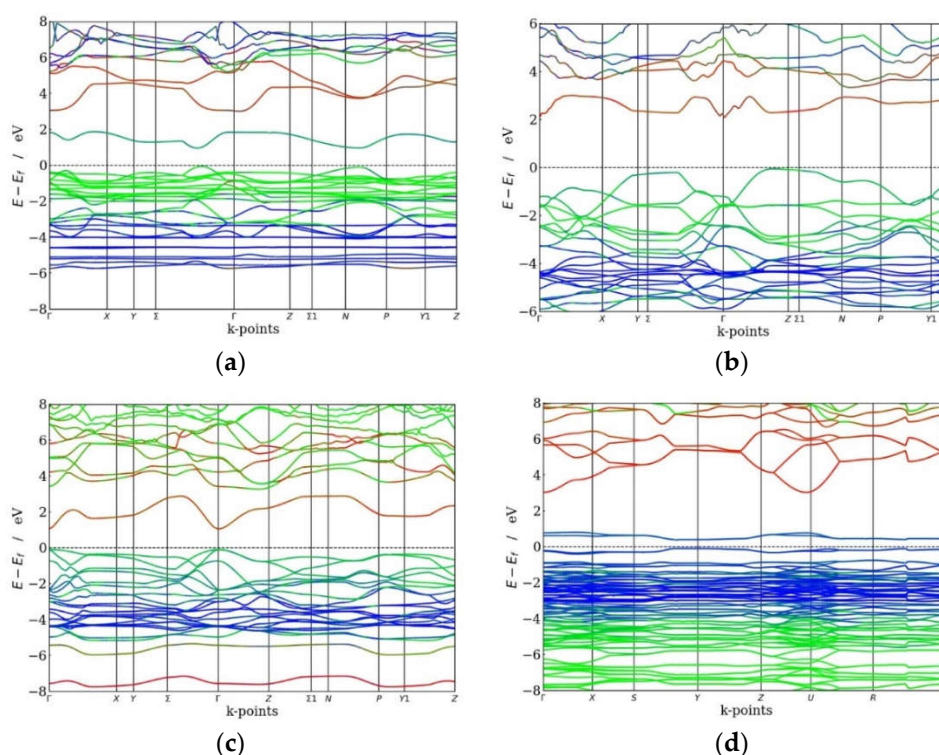 8
6
4
2
0
−2
−4
−6
−8
E − E_f / eV
Γ X Y Σ Γ Z Σ1 N P Y1 Z
k-points
(a)
6
4
2
0
−2
−4
−6
E − E_f / eV
Γ X Y Σ Γ Z Σ1 N P Y1
k-points
(b)
8
6
4
2
0
−2
−4
−6
−8
E − E_f / eV
Γ X Y Σ Γ Z Σ1 N P Y1 Z
k-points
(c)
8
6
4
2
0
−2
−4
−6
−8
E − E_f / eV
Γ X S Y Z U R
k-points
(d)